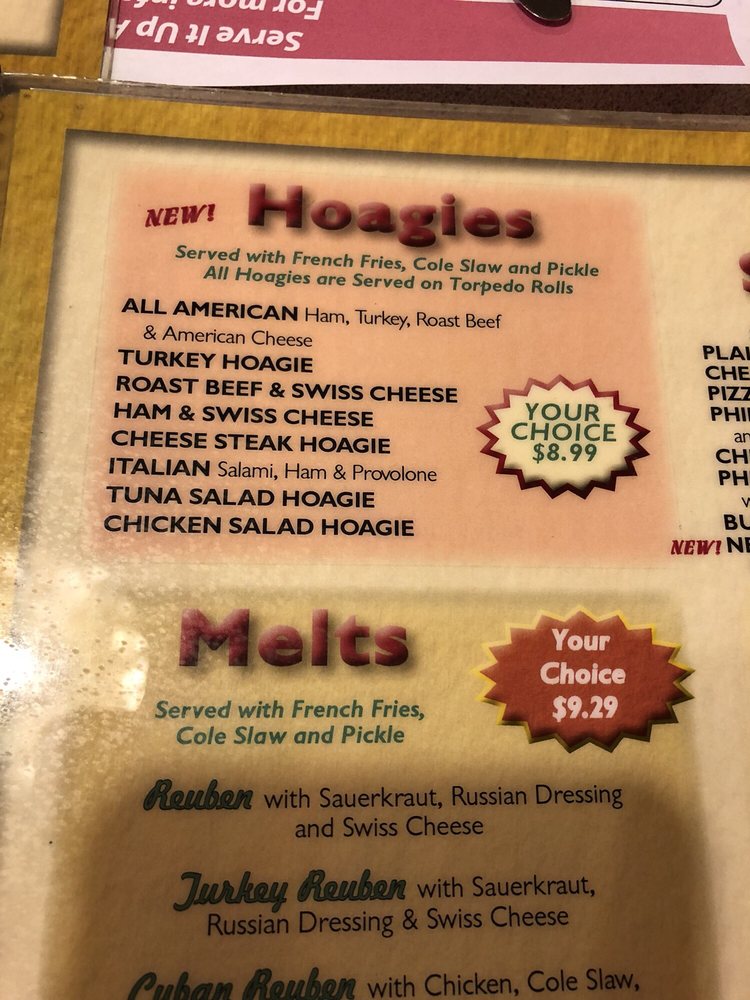 For more
Serve It Up
NEW! Hoagies
Served with French Fries, Cole Slaw and Pickle
All Hoagies are Served on Torpedo Rolls
ALL AMERICAN Ham, Turkey, Roast Beef
& American Cheese
TURKEY HOAGIE
ROAST BEEF & SWISS CHEESE
HAM & SWISS CHEESE
CHEESE STEAK HOAGIE
ITALIAN Salami, Ham & Provolone
TUNA SALAD HOAGIE
CHICKEN SALAD HOAGIE
YOUR
CHOICE
$8.99
Melts
Served with French Fries,
Cole Slaw and Pickle
Your
Choice
$9.29
Reuben with Sauerkraut, Russian Dressing
and Swiss Cheese
Turkey Reuben with Sauerkraut,
Russian Dressing & Swiss Cheese
Cuban Reuben with Chicken, Cole Slaw,
NEW!